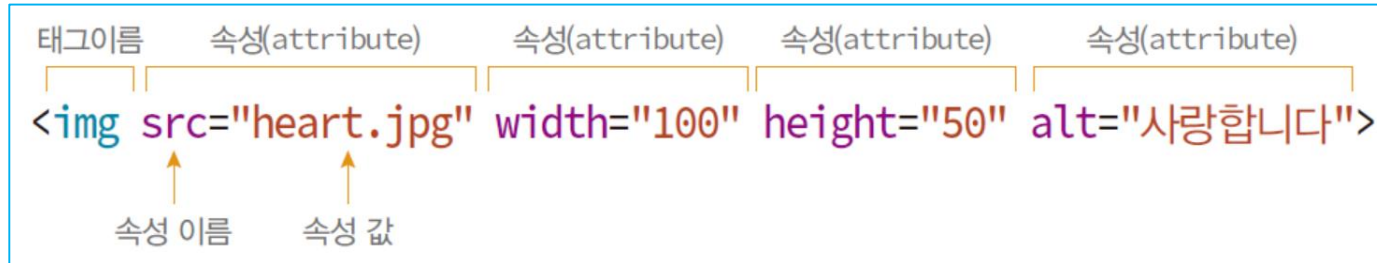 태그이름 속성(attribute) 속성(attribute) 속성(attribute) 속성(attribute)
<img src="heart.jpg" width="100" height="50" alt="사랑합니다">
속성 이름 속성 값